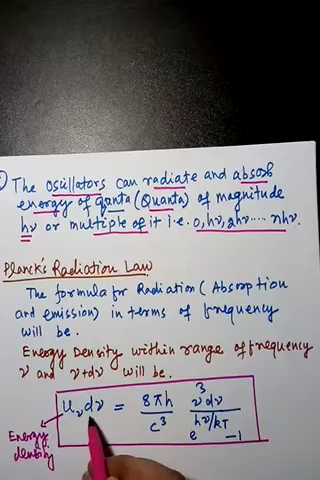 The oscillators can radiate and absorb
energy of qanta (Quanta) of magnitude
hν or multiple of it i.e. 0, hν, 2hν ..... nhν.
Planck's Radiation Law
The formula for Radiation (Absorption
and emission) in terms of frequency
will be.
Energy Density within range of frequency
ν and ν+dν will be.
u_ν dν = 8πh/c³ ν³dν/(e^(hν/kT) −1)
Energy
density